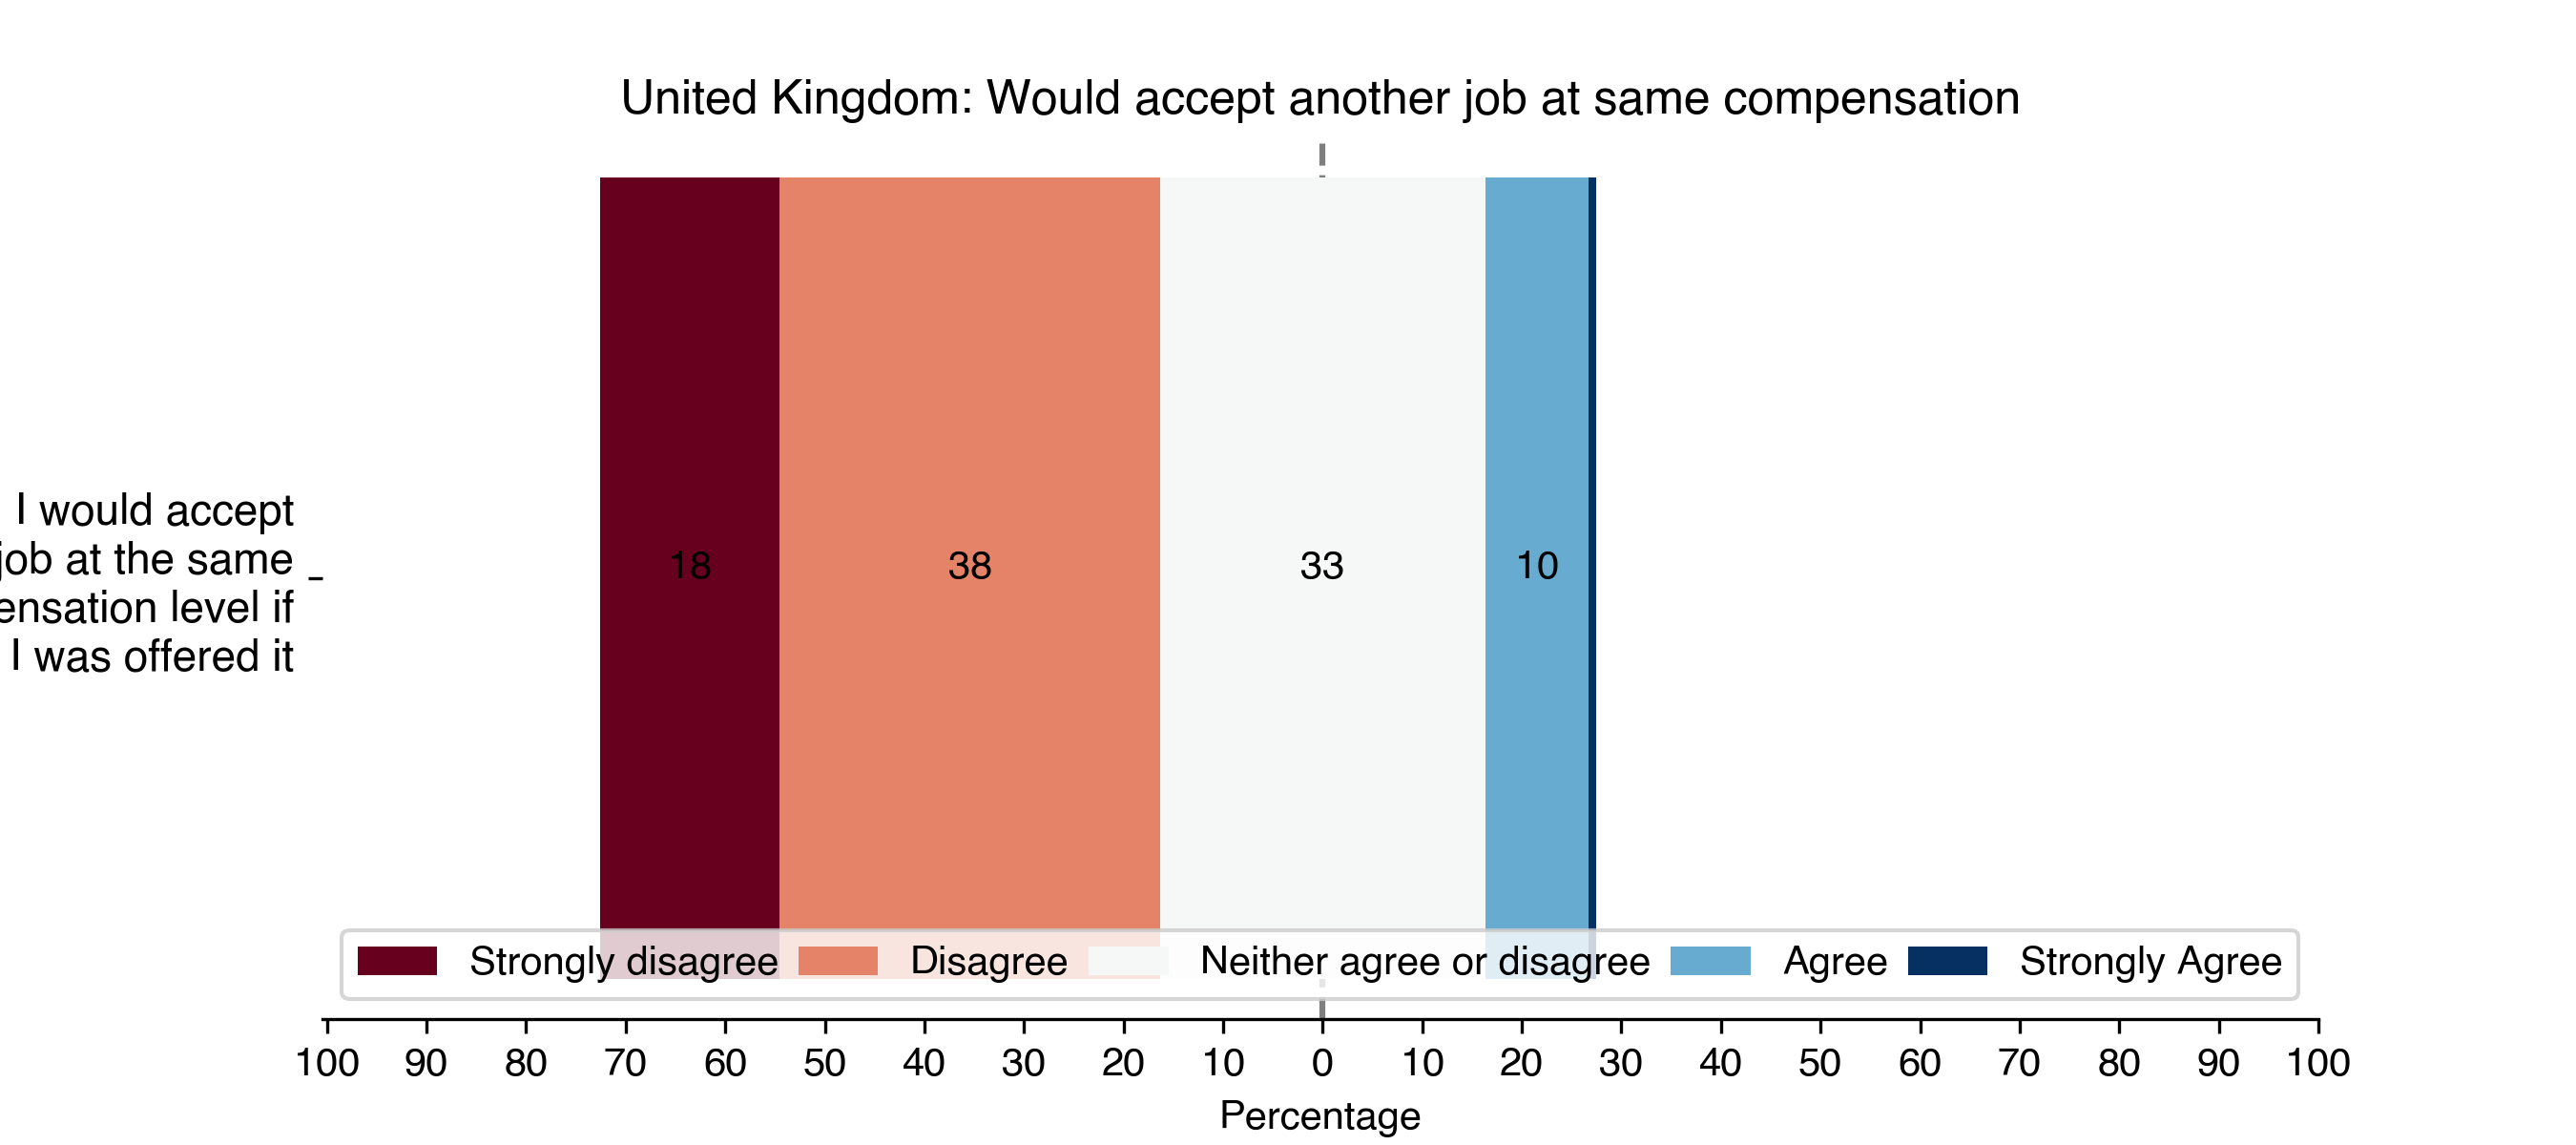 United Kingdom: Would accept another job at same compensation
I would accept
job at the same
level if
I was offered it
18 38 33 10
Strongly disagree Disagree Neither agree or disagree Agree Strongly Agree
100 90 80 70 60 50 40 30 20 10 0 10 20 30 40 50 60 70 80 90 100
Percentage